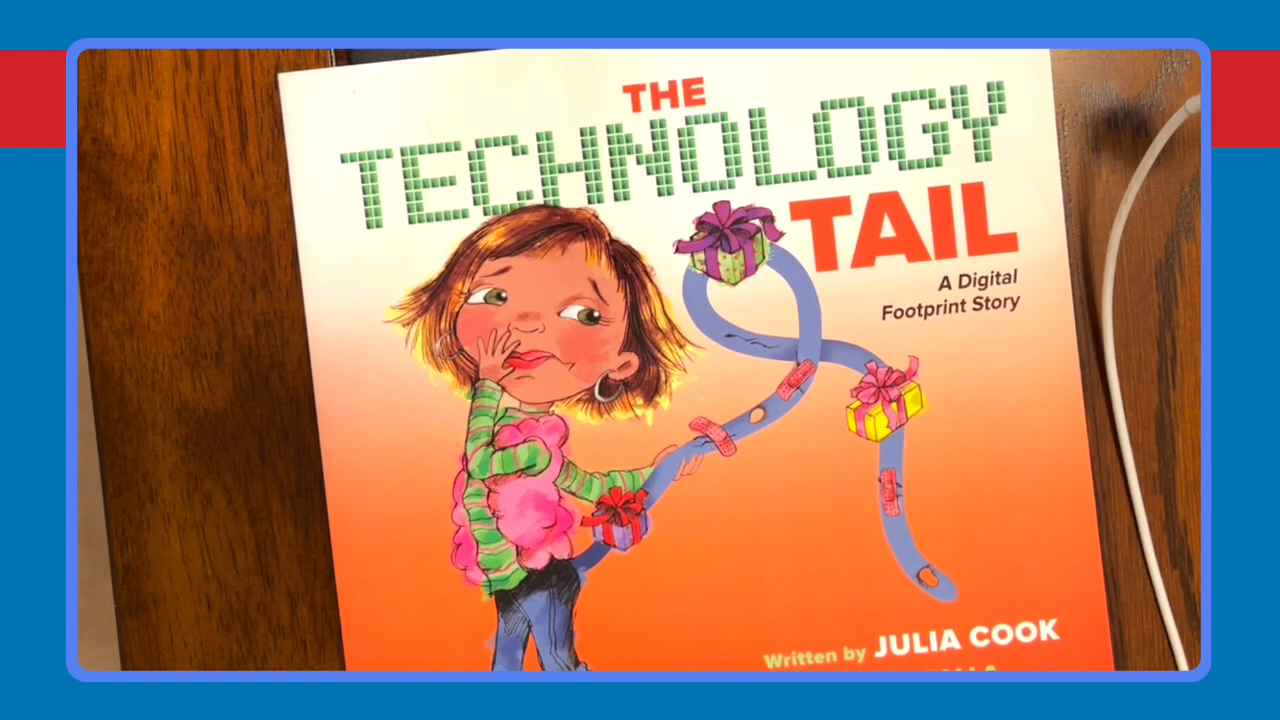 THE
TECHNOLOGY
TAIL
A Digital
Footprint Story
Written by JULIA COOK